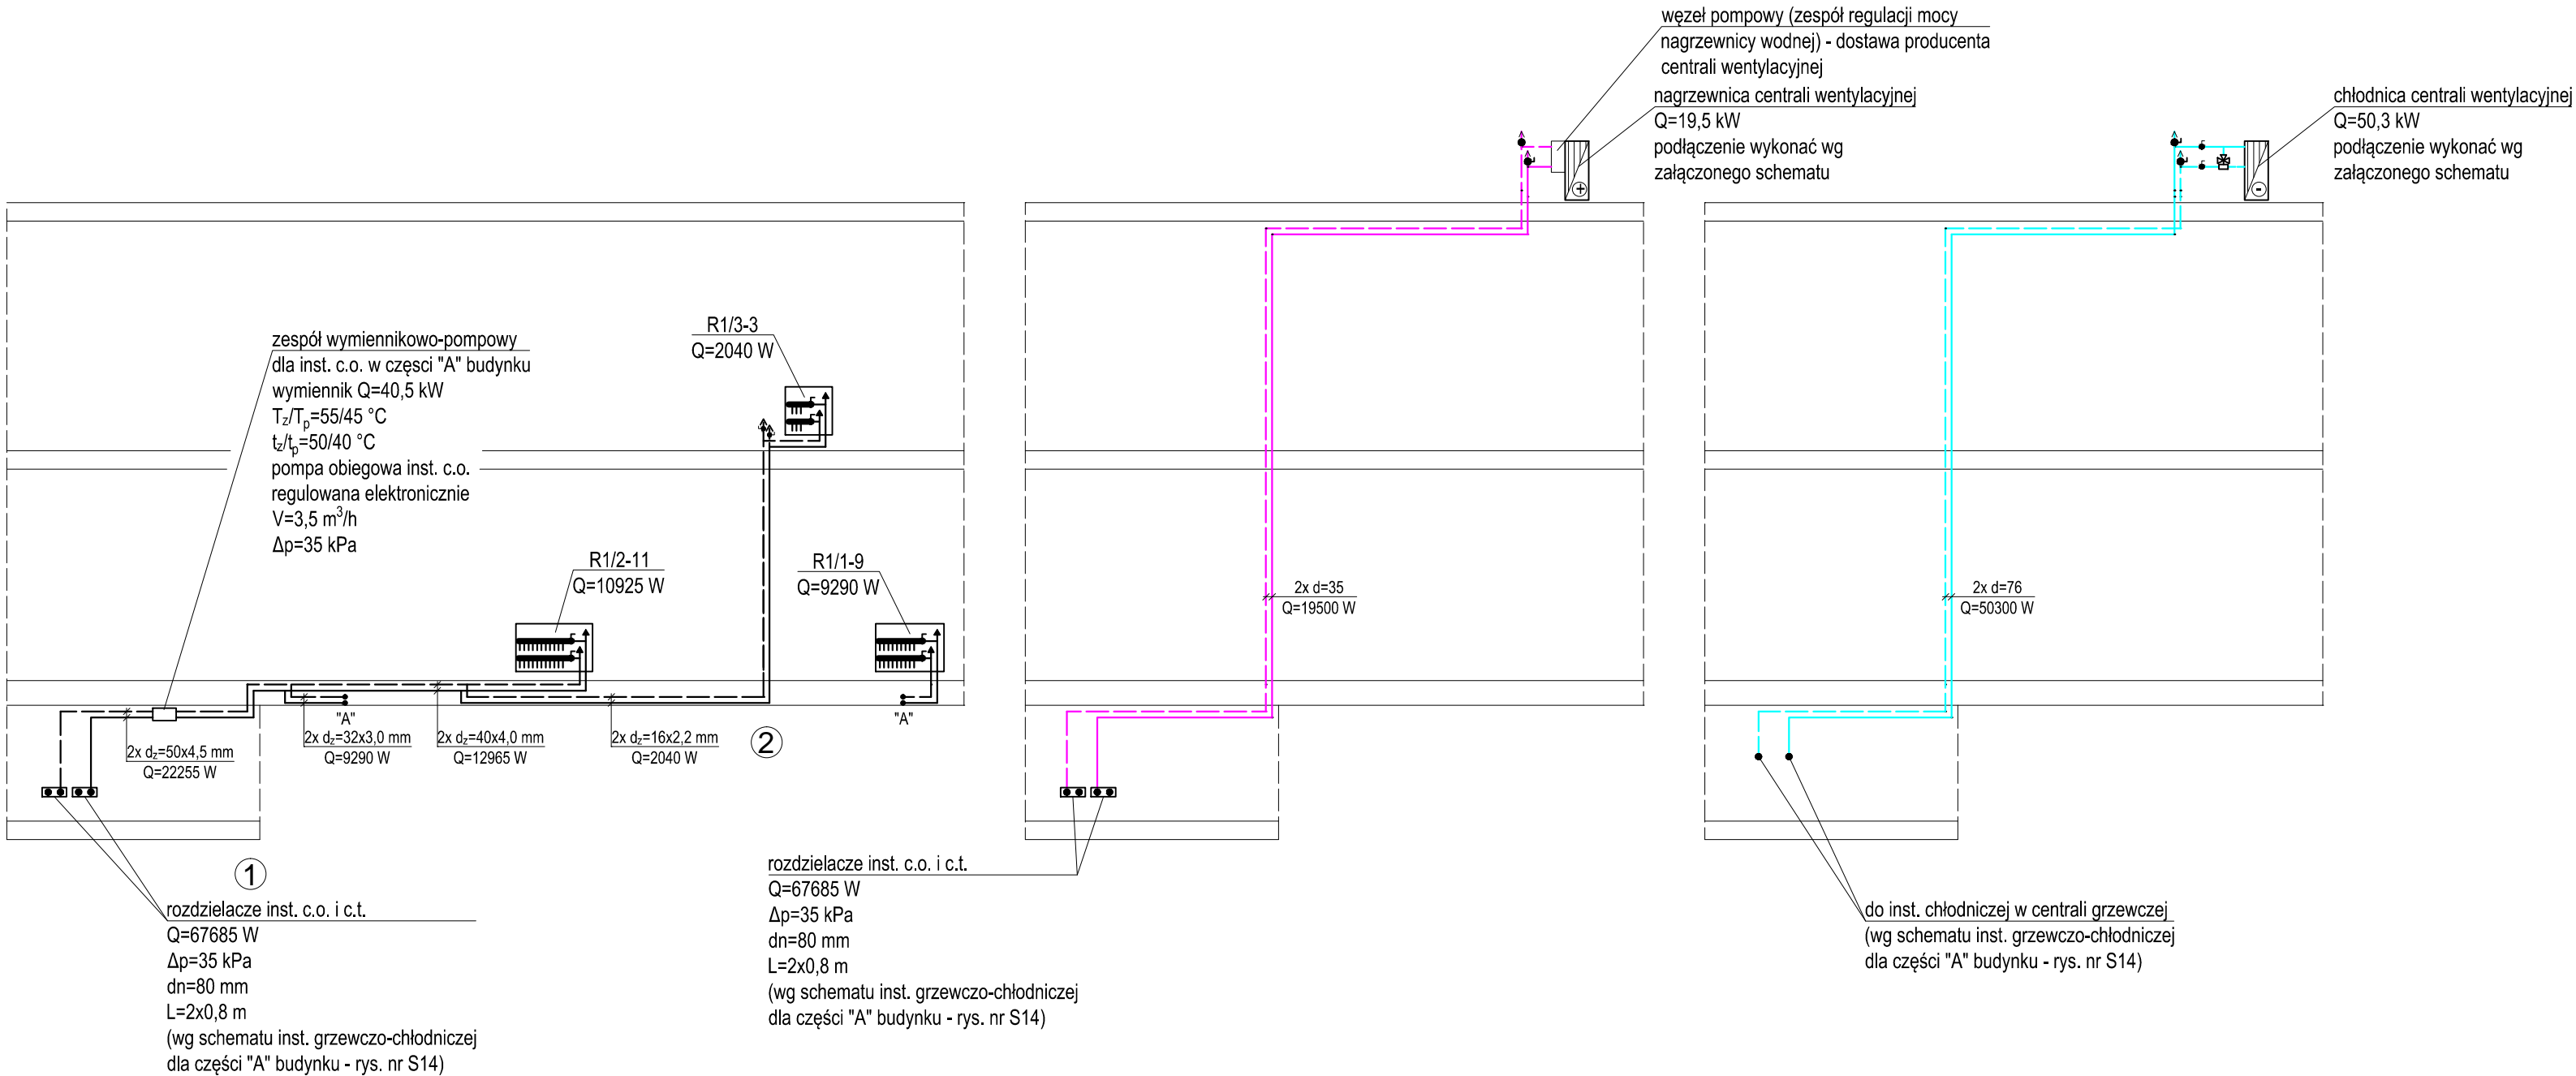 węzeł pompowy (zespół regulacji mocy
nagrzewnicy wodnej) - dostawa producenta
centrali wentylacyjnej
nagrzewnica centrali wentylacyjnej
Q=19,5 kW
podłączenie wykonać wg
załączonego schematu
+
chłodnica centrali wentylacyjnej
Q=50,3 kW
podłączenie wykonać wg
załączonego schematu
-
zespół wymiennikowo-pompowy
dla inst. c.o. w częsci "A" budynku
wymiennik Q=40,5 kW
Tz/Tp=55/45 °C
tz/tp=50/40 °C
pompa obiegowa inst. c.o.
regulowana elektronicznie
V=3,5 m³/h
Δp=35 kPa
R1/3-3
Q=2040 W
R1/2-11
Q=10925 W
R1/1-9
Q=9290 W
"A"
"A"
2x dz=50x4,5 mm
Q=22255 W
2x dz=32x3,0 mm
Q=9290 W
2x dz=40x4,0 mm
Q=12965 W
2x dz=16x2,2 mm
Q=2040 W
2
1
rozdzielacze inst. c.o. i c.t.
Q=67685 W
Δp=35 kPa
dn=80 mm
L=2x0,8 m
(wg schematu inst. grzewczo-chłodniczej
dla części "A" budynku - rys. nr S14)
2x d=35
Q=19500 W
rozdzielacze inst. c.o. i c.t.
Q=67685 W
Δp=35 kPa
dn=80 mm
L=2x0,8 m
(wg schematu inst. grzewczo-chłodniczej
dla części "A" budynku - rys. nr S14)
2x d=76
Q=50300 W
do inst. chłodniczej w centrali grzewczej
(wg schematu inst. grzewczo-chłodniczej
dla części "A" budynku - rys. nr S14)